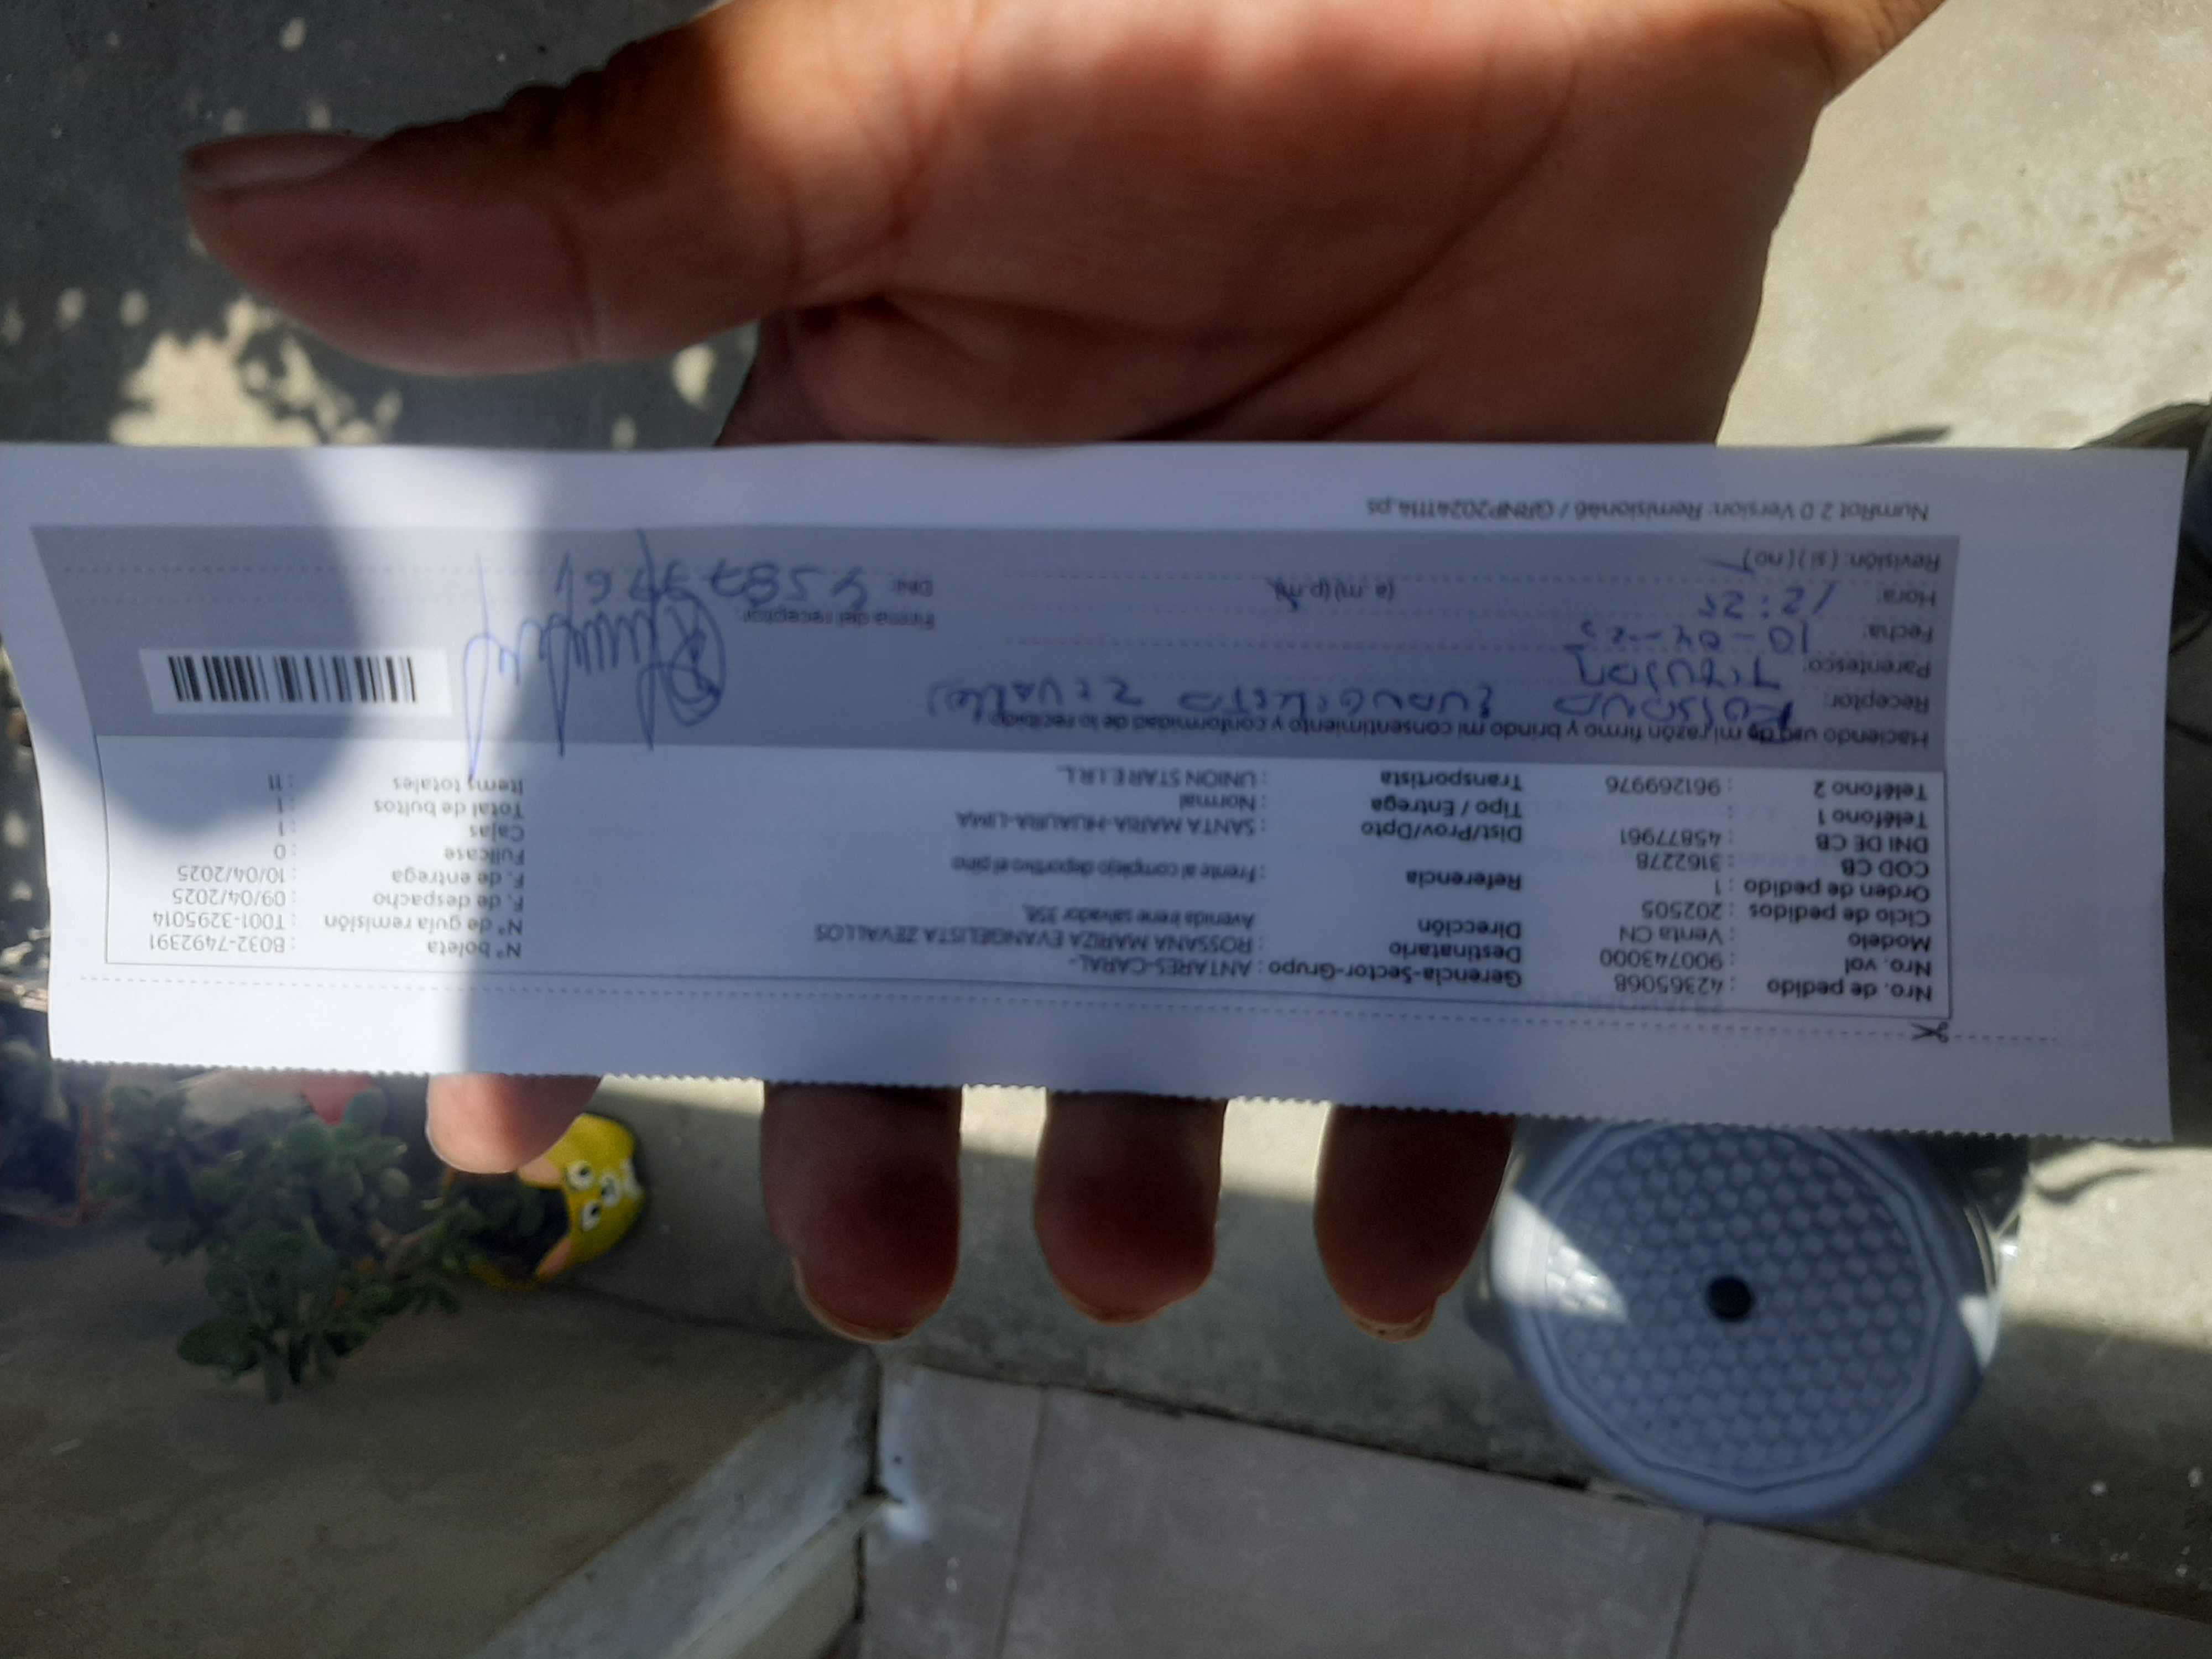 Nro. de pedido : 42365068 Gerencia-Sector-Grupo : ANTARES-CARAL- Nº boleta : B032-7492391
Nro. vol : 900743000 Destinatario : ROSSANA MARIZA EVANGELISTA ZEVALLOS Nº de guía remisión : T001-3295014
Modelo : Venta CN Dirección Avenida irene salvador 358, F. de despacho : 09/04/2025
Ciclo de pedidos : 202505 F. de entrega : 10/04/2025
Orden de pedido : 1 Referencia : Frente al complejo deportivo el pino Fullcase : 0
COD CB : 3162278 Dist/Prov/Dpto : SANTA MARIA-HUAURA-LIMA Cajas : 1
DNI DE CB : 45877961 Tipo / Entrega : Normal Total de bultos : 1
Teléfono 1 : Transportista : UNION STAR E.I.R.L. Items totales : 11
Teléfono 2 : 961269976
Haciendo uso de mi razón firmo y brindo mi consentimiento y conformidad de lo recibido
Receptor: Rossana Evangelista Zevallos
Parentesco: Titular
Fecha: 10-04-25 Firma del receptor:
Hora: 12:25 (a. m)(p. m) DNI: 45877961
Revisión: (si) (no)
NumRot 2.0 Version: Remision46 / GRNP20241114.ps